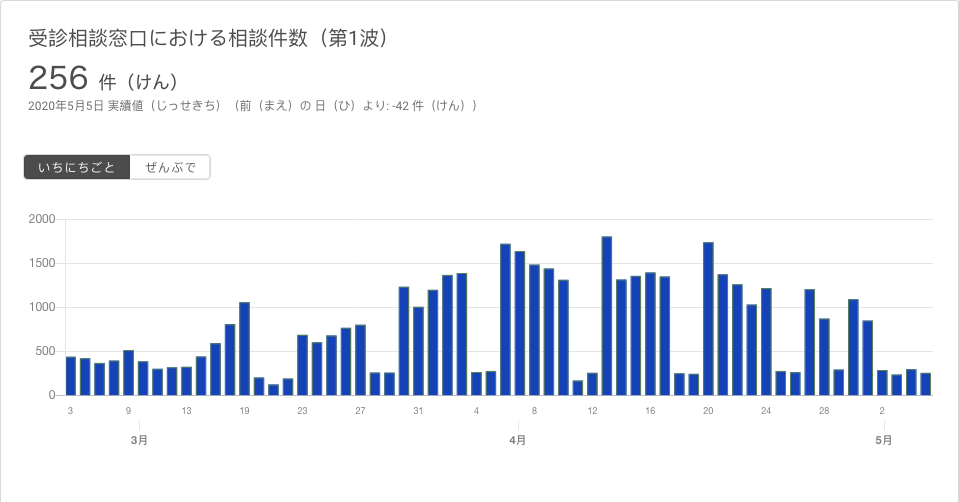 受診相談窓口における相談件数（第1波）
256 件（けん）
2020年5月5日 実績値（じっせきち）（前（まえ）の 日（ひ）より: -42 件（けん））
いちにちごと ぜんぶで
2000
1500
1000
500
0
3 9 13 19 23 27 31 4 8 12 16 20 24 28 2
3月 4月 5月